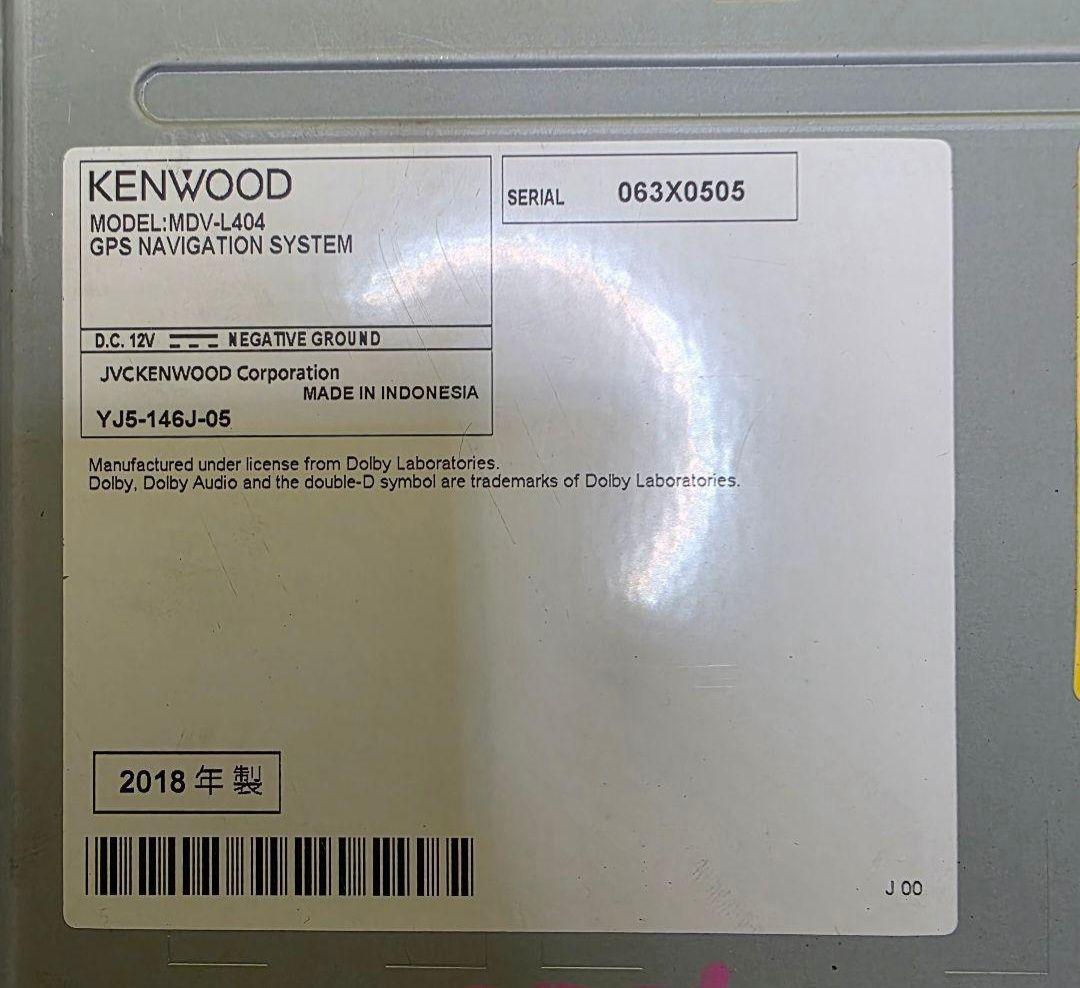 KENWOOD
MODEL:MDV-L404
GPS NAVIGATION SYSTEM
SERIAL 063X0505
D.C. 12V NEGATIVE GROUND
JVCKENWOOD Corporation
MADE IN INDONESIA
YJ5-146J-05
Manufactured under license from Dolby Laboratories.
Dolby, Dolby Audio and the double-D symbol are trademarks of Dolby Laboratories.
2018 年 製
J 00